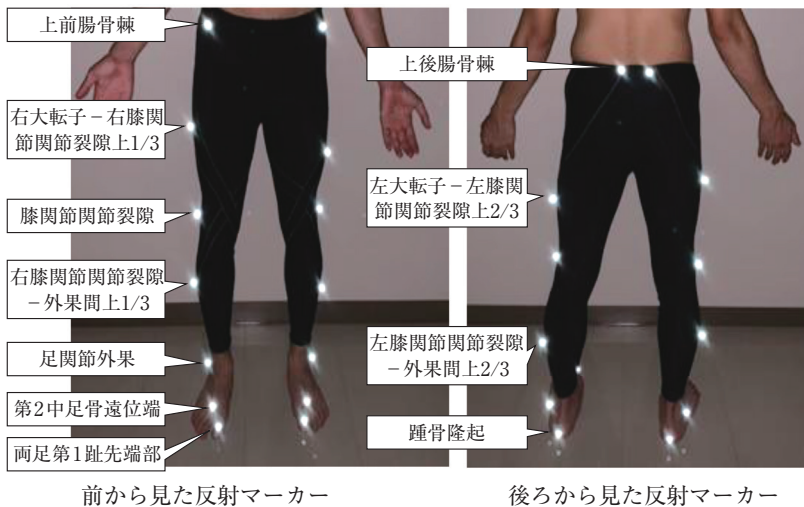 上前腸骨棘
右大転子－右膝関
節関節裂隙上1/3
膝関節関節裂隙
右膝関節関節裂隙
－外果間上1/3
足関節外果
第2中足骨遠位端
両足第1趾先端部
前から見た反射マーカー
上後腸骨棘
左大転子－左膝関
節関節裂隙上2/3
左膝関節関節裂隙
－外果間上2/3
踵骨隆起
後ろから見た反射マーカー